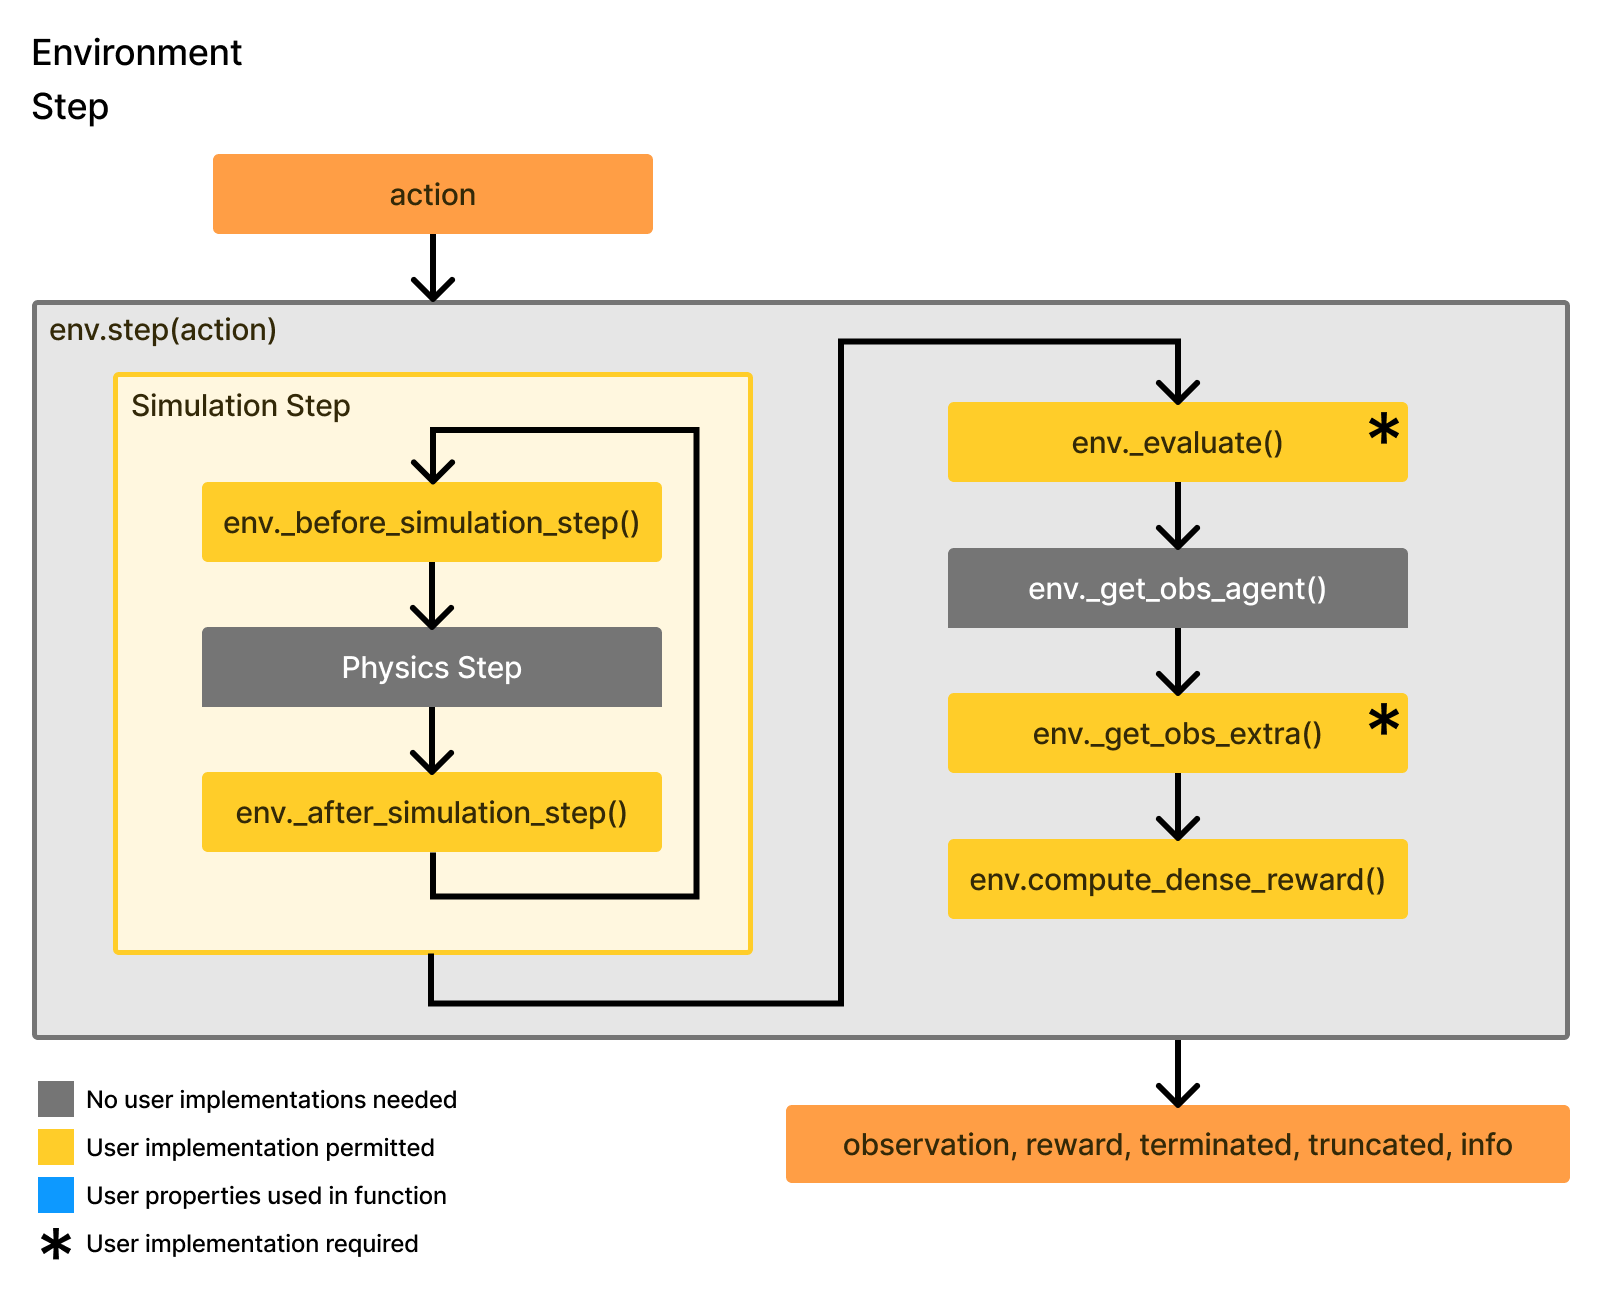 Environment
Step
action
env.step(action)
Simulation Step
env._before_simulation_step()
Physics Step
env._after_simulation_step()
env._evaluate()
*
env._get_obs_agent()
env._get_obs_extra()
*
env.compute_dense_reward()
observation, reward, terminated, truncated, info
No user implementations needed
User implementation permitted
User properties used in function
* User implementation required